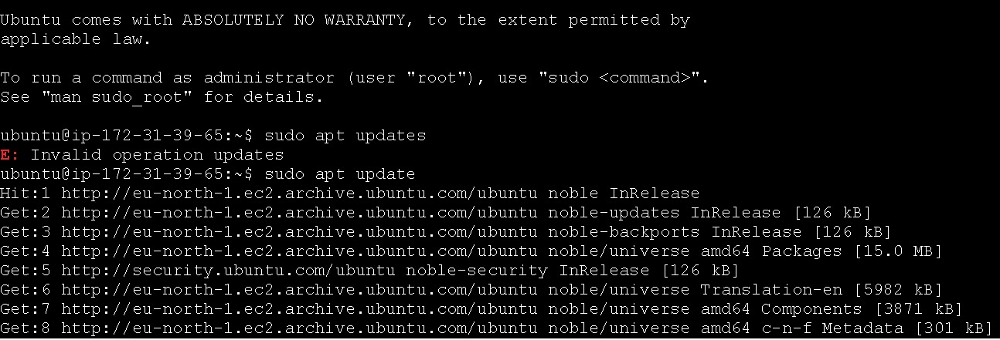 Ubuntu comes with ABSOLUTELY NO WARRANTY, to the extent permitted by
applicable law.
To run a command as administrator (user "root"), use "sudo <command>".
See "man sudo_root" for details.
ubuntu@ip-172-31-39-65:~$ sudo apt updates
E: Invalid operation updates
ubuntu@ip-172-31-39-65:~$ sudo apt update
Hit:1 http://eu-north-1.ec2.archive.ubuntu.com/ubuntu noble InRelease
Get:2 http://eu-north-1.ec2.archive.ubuntu.com/ubuntu noble-updates InRelease [126 kB]
Get:3 http://eu-north-1.ec2.archive.ubuntu.com/ubuntu noble-backports InRelease [126 kB]
Get:4 http://eu-north-1.ec2.archive.ubuntu.com/ubuntu noble/universe amd64 Packages [15.0 MB]
Get:5 http://security.ubuntu.com/ubuntu noble-security InRelease [126 kB]
Get:6 http://eu-north-1.ec2.archive.ubuntu.com/ubuntu noble/universe Translation-en [5982 kB]
Get:7 http://eu-north-1.ec2.archive.ubuntu.com/ubuntu noble/universe amd64 Components [3871 kB]
Get:8 http://eu-north-1.ec2.archive.ubuntu.com/ubuntu noble/universe amd64 c-n-f Metadata [301 kB]